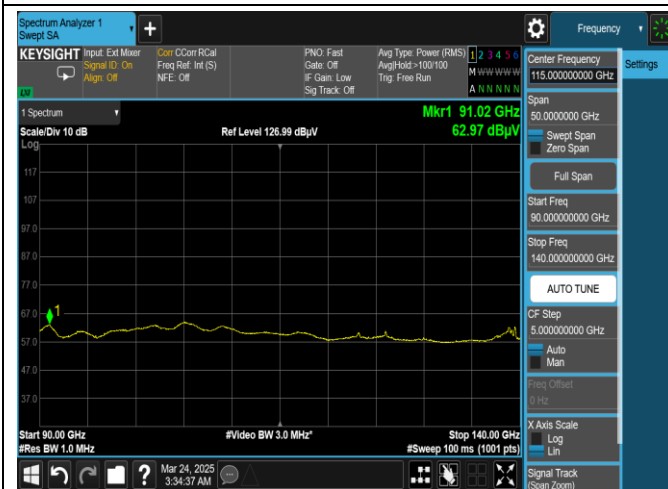 Spectrum Analyzer 1
Swept SA
Frequency
KEYSIGHT
Input: Ext Mixer
Signal ID: On
Align: Off
Corr CCorr RCal
Freq Ref: Int (S)
NFE: Off
PNO: Fast
Gate: Off
IF Gain: Low
Sig Track: Off
Avg Type: Power (RMS)
Avg|Hold:>100/100
Trig: Free Run
1 2 3 4 5 6
M W W W W W
A N N N N N
LXI
Center Frequency
115.000000000 GHz
Settings
1 Spectrum
Mkr1 91.02 GHz
Scale/Div 10 dB
Ref Level 126.99 dBµV
62.97 dBµV
Log
117
107
97.0
87.0
77.0
67.0
57.0
47.0
37.0
1
Span
50.0000000 GHz
Swept Span
Zero Span
Full Span
Start Freq
90.000000000 GHz
Stop Freq
140.000000000 GHz
AUTO TUNE
CF Step
5.000000000 GHz
Auto
Man
Freq Offset
0 Hz
X Axis Scale
Log
Lin
Signal Track
(Span Zoom)
Start 90.00 GHz
#Video BW 3.0 MHz*
Stop 140.00 GHz
#Res BW 1.0 MHz
#Sweep 100 ms (1001 pts)
?
Mar 24, 2025
3:34:37 AM